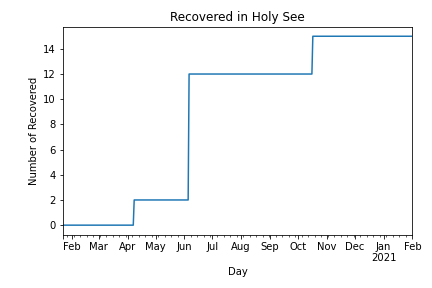 Recovered in Holy See
Number of Recovered
14
12
10
8
6
4
2
0
Feb Mar Apr May Jun Jul Aug Sep Oct Nov Dec Jan Feb
2021
Day